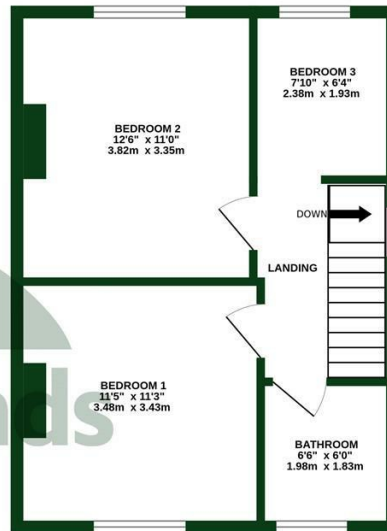 BEDROOM 2
12'6" x 11'0"
3.82m x 3.35m
BEDROOM 3
7'10" x 6'4"
2.38m x 1.93m
DOWN
LANDING
BEDROOM 1
11'5" x 11'3"
3.48m x 3.43m
BATHROOM
6'6" x 6'0"
1.98m x 1.83m